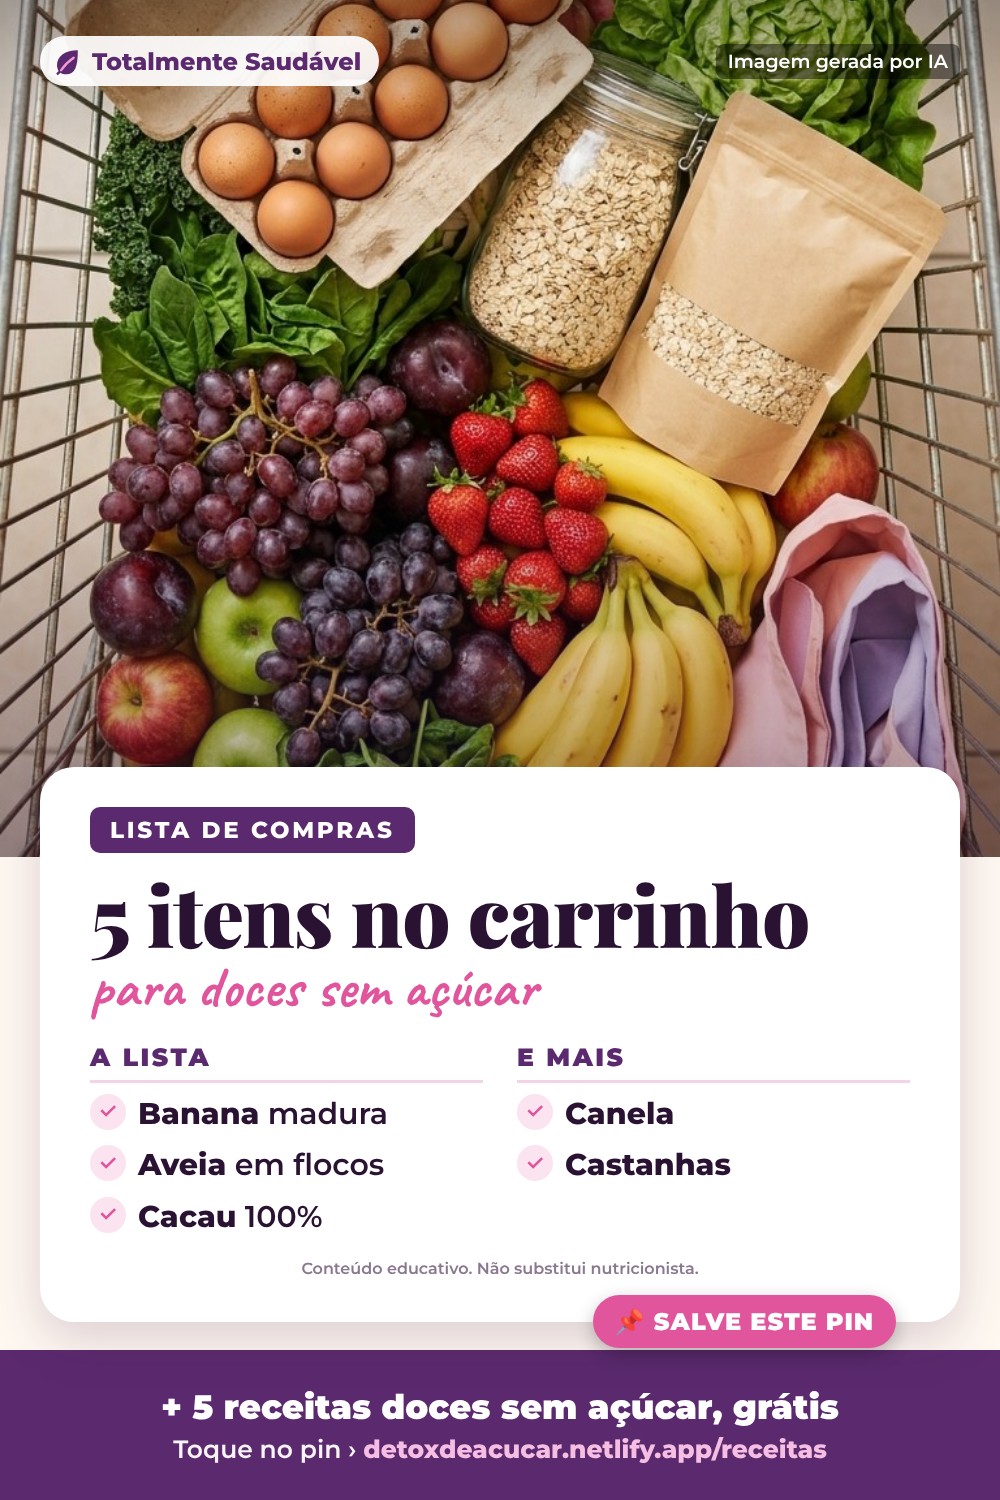 Totalmente Saudável
Imagem gerada por IA
LISTA DE COMPRAS
5 itens no carrinho
para doces sem açúcar
A LISTA
Banana madura
Aveia em flocos
Cacau 100%
E MAIS
Canela
Castanhas
Conteúdo educativo. Não substitui nutricionista.
📌 SALVE ESTE PIN
+ 5 receitas doces sem açúcar, grátis
Toque no pin › detoxdeacucar.netlify.app/receitas